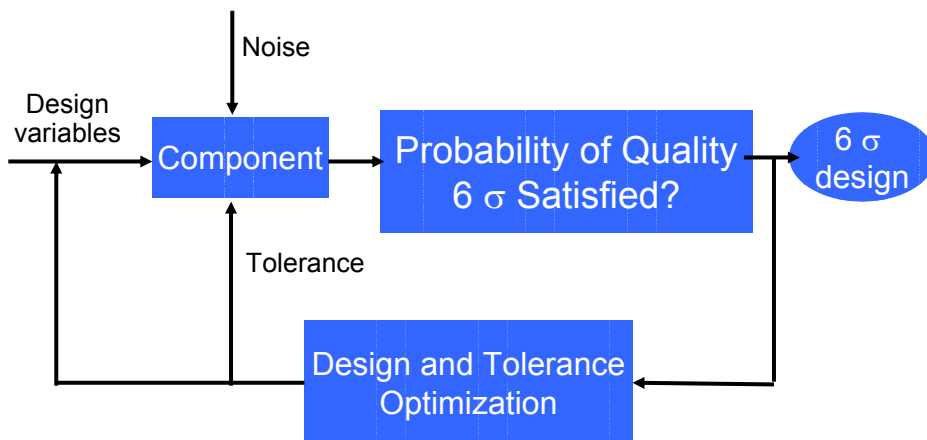 Noise
Design
variables
Component
Probability of Quality
6 σ Satisfied?
6 σ
design
Tolerance
Design and Tolerance
Optimization